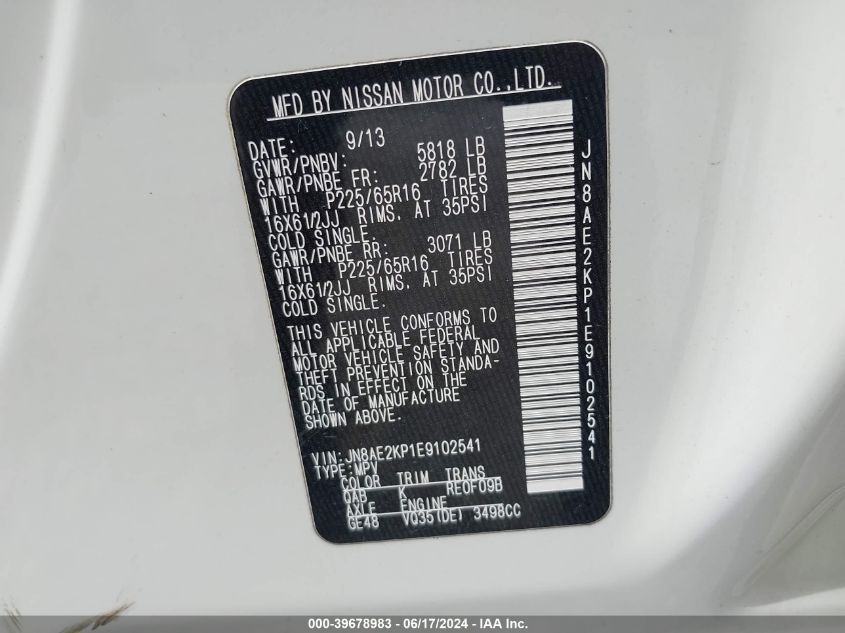 MFD BY NISSAN MOTOR CO.,LTD.
DATE: 9/13
GVWR/PNBV: 5818 LB
GAWR/PNBE FR: 2782 LB
WITH P225/65R16 TIRES
16X61/2JJ RIMS, AT 35PSI
COLD SINGLE.
GAWR/PNBE RR: 3071 LB
WITH P225/65R16 TIRES
16X61/2JJ RIMS, AT 35PSI
COLD SINGLE.
THIS VEHICLE CONFORMS TO
ALL APPLICABLE FEDERAL
MOTOR VEHICLE SAFETY AND
THEFT PREVENTION STANDA-
RDS IN EFFECT ON THE
DATE OF MANUFACTURE
SHOWN ABOVE.
VIN:JN8AE2KP1E9102541
TYPE:MPV
COLOR TRIM TRANS
QAB K RE0F09B
AXLE ENGINE
GE48 VQ35(DE) 3498CC
JN8AE2KP1E9102541
000-39678983 - 06/17/2024 - IAA Inc.